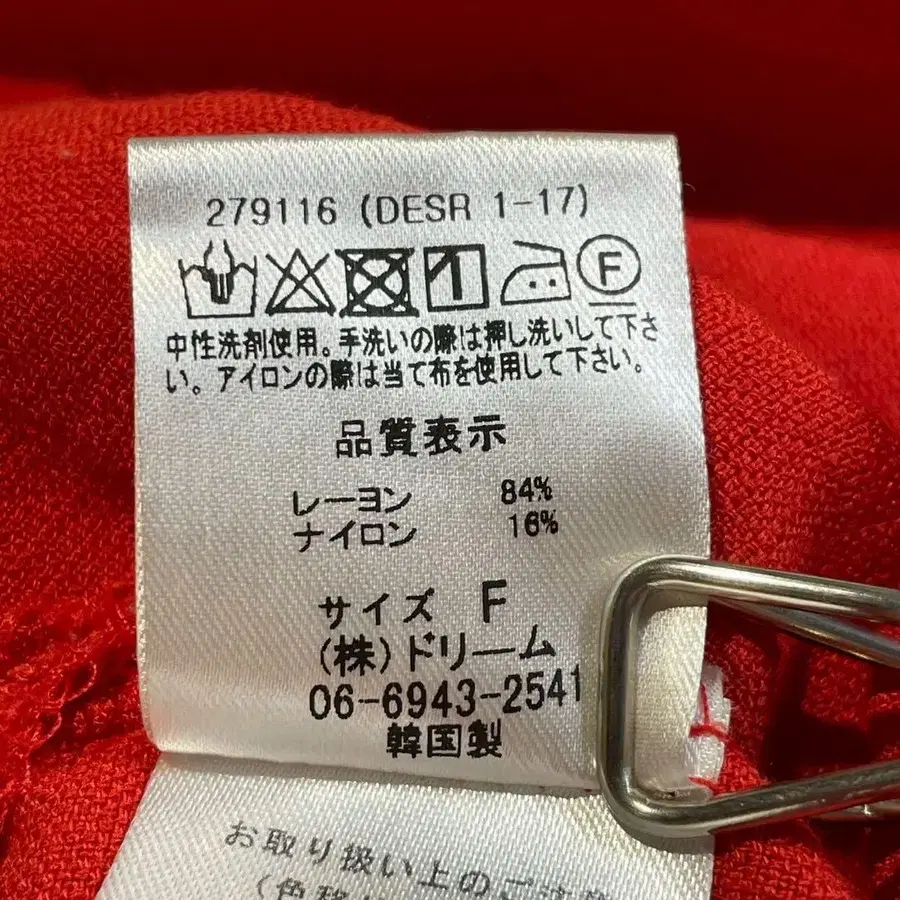 279116 (DESR 1-17)
F
中性洗剤使用。手洗いの際は押し洗いして下さ
い。アイロンの際は当て布を使用して下さい。
品質表示
レーヨン 84%
ナイロン 16%
サイズ F
(株)ドリーム
06-6943-2541
韓国製
お取り扱い上のご注意
(色移